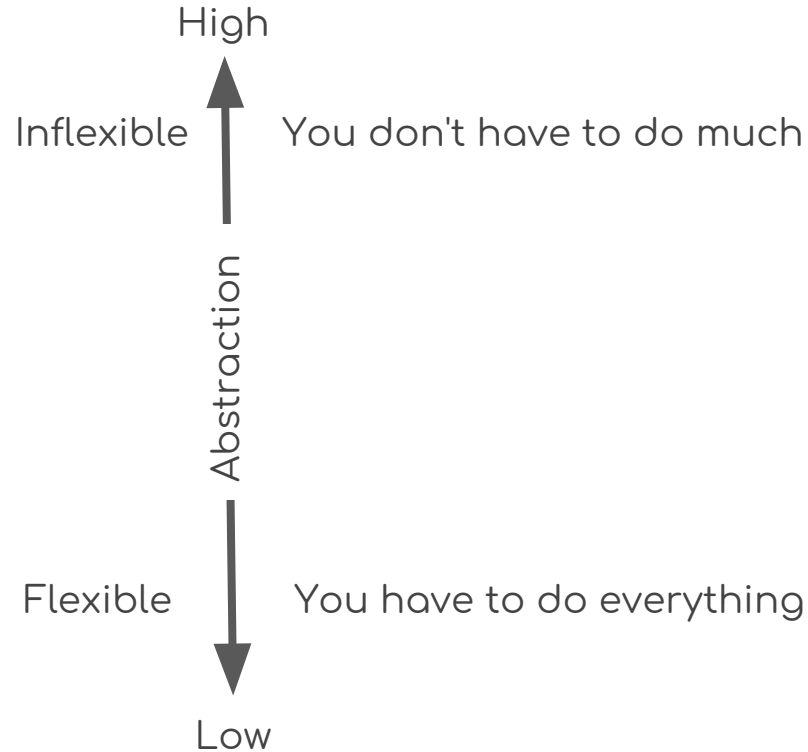 High
Inflexible You don't have to do much
Abstraction
Flexible You have to do everything
Low